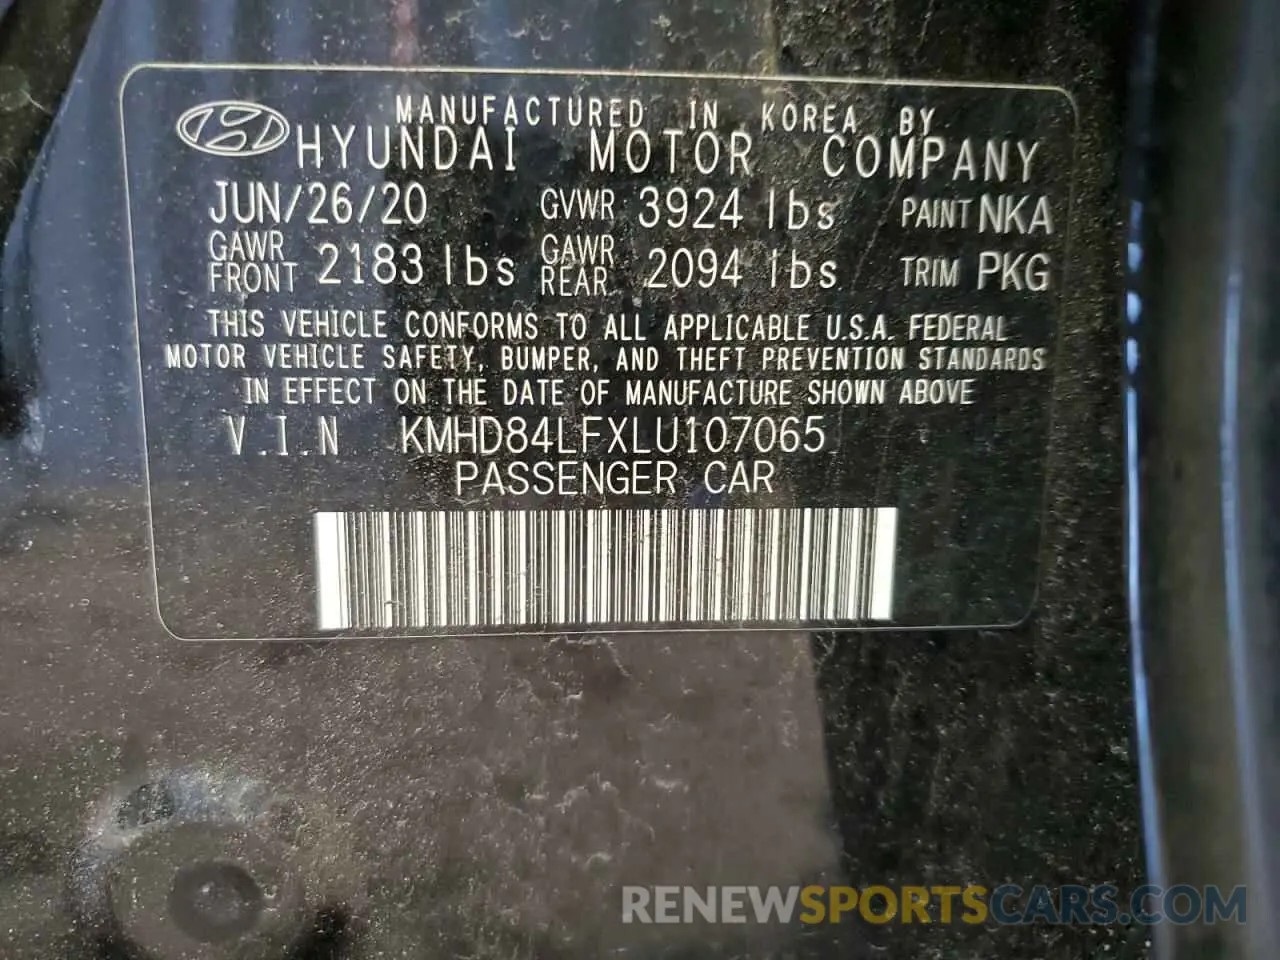 MANUFACTURED IN KOREA BY
HYUNDAI MOTOR COMPANY
JUN/26/20 GVWR 3924 lbs PAINT NKA
GAWR FRONT 2183 lbs GAWR REAR 2094 lbs TRIM PKG
THIS VEHICLE CONFORMS TO ALL APPLICABLE U.S.A. FEDERAL
MOTOR VEHICLE SAFETY, BUMPER, AND THEFT PREVENTION STANDARDS
IN EFFECT ON THE DATE OF MANUFACTURE SHOWN ABOVE
V.I.N KMHD84LFXLU107065
PASSENGER CAR
RENEWSPORTSCARS.COM